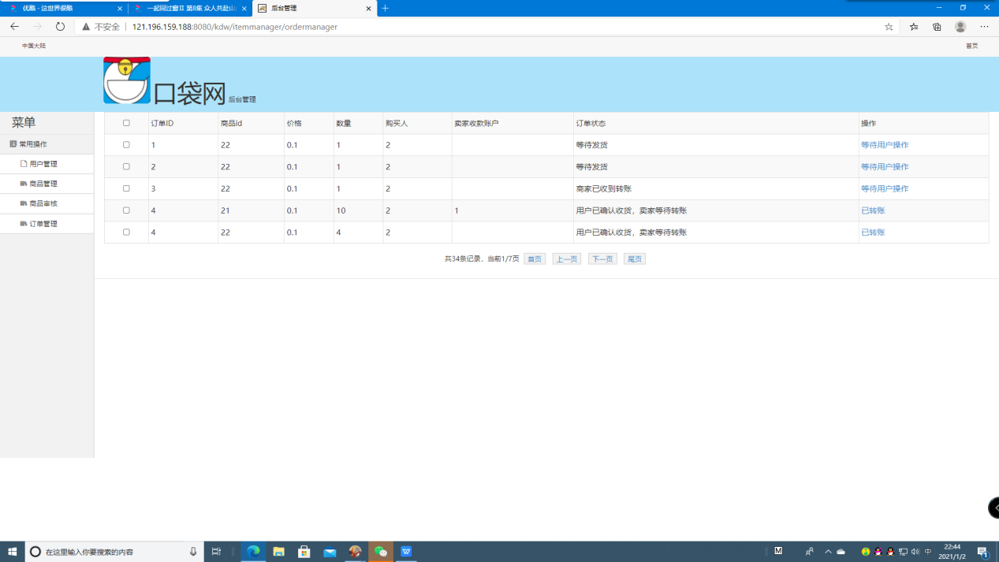 优酷 - 这世界很酷
一起同过窗Ⅱ 第8集 众人共赴山
后台管理
不安全 121.196.159.188:8080/kdw/itemmanager/ordermanager
中国大陆 首页
口袋网 后台管理
菜单
常用操作
用户管理
商品管理
商品审核
订单管理
订单ID 商品id 价格 数量 购买人 卖家收款账户 订单状态 操作
1 22 0.1 1 2 等待发货 等待用户操作
2 22 0.1 1 2 等待发货 等待用户操作
3 22 0.1 1 2 商家已收到转账 等待用户操作
4 21 0.1 10 2 1 用户已确认收货，卖家等待转账 已转账
4 22 0.1 4 2 用户已确认收货，卖家等待转账 已转账
共34条记录，当前1/7页 首页 上一页 下一页 尾页
在这里输入你要搜索的内容
M
中
22:44
2021/1/2
1